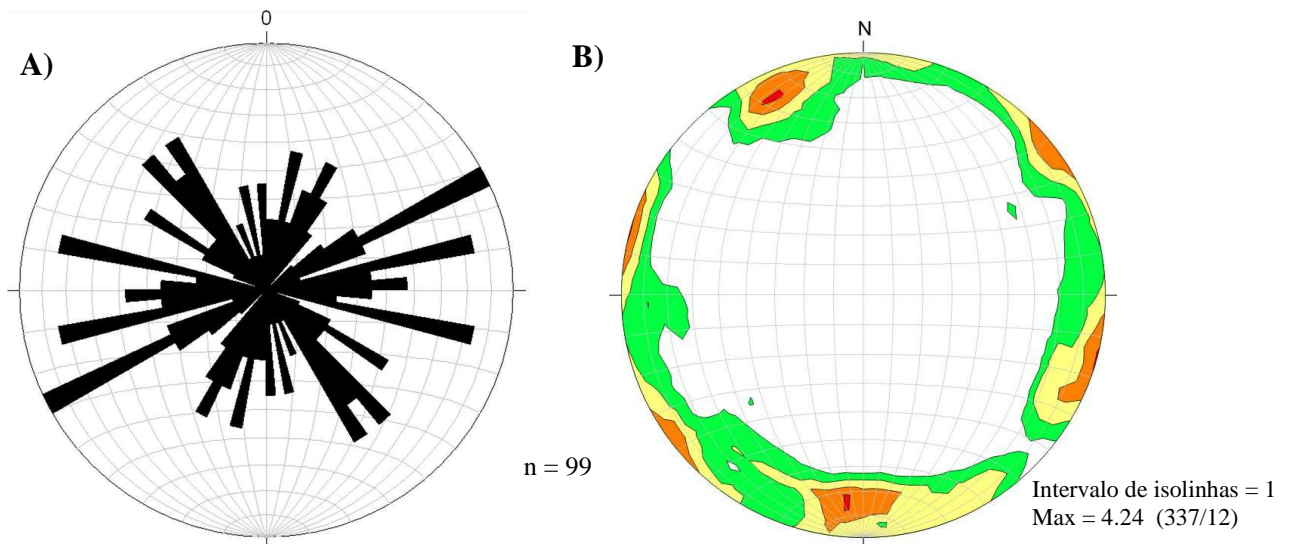 A)
0
n = 99
B)
N
Intervalo de isolinhas = 1
Max = 4.24 (337/12)